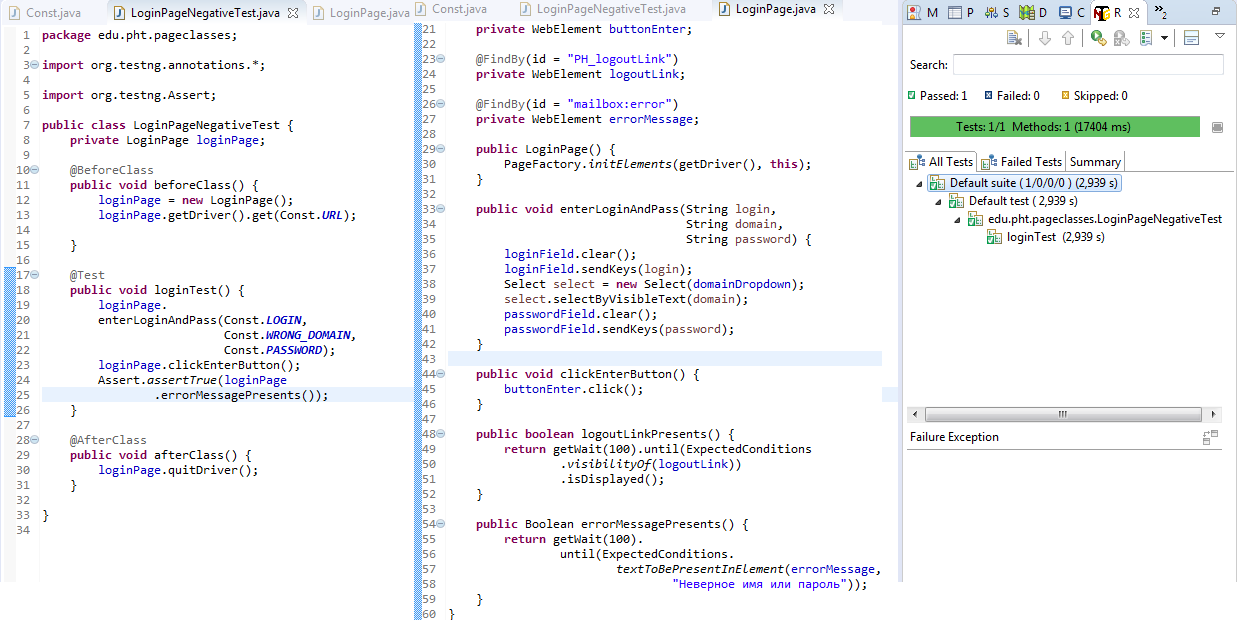 Const.java
LoginPageNegativeTest.java
LoginPage.java
1 package edu.pht.pageclasses;
2
3 import org.testng.annotations.*;
4
5 import org.testng.Assert;
6
7 public class LoginPageNegativeTest {
8 private LoginPage loginPage;
9
10 @BeforeClass
11 public void beforeClass() {
12 loginPage = new LoginPage();
13 loginPage.getDriver().get(Const.URL);
14
15 }
16
17 @Test
18 public void loginTest() {
19 loginPage.
20 enterLoginAndPass(Const.LOGIN,
21 Const.WRONG_DOMAIN,
22 Const.PASSWORD);
23 loginPage.clickEnterButton();
24 Assert.assertTrue(loginPage
25 .errorMessagePresents());
26 }
27
28 @AfterClass
29 public void afterClass() {
30 loginPage.quitDriver();
31 }
32
33 }
34
Const.java
LoginPageNegativeTest.java
LoginPage.java
21 private WebElement buttonEnter;
22
23 @FindBy(id = "PH_logoutLink")
24 private WebElement logoutLink;
25
26 @FindBy(id = "mailbox:error")
27 private WebElement errorMessage;
28
29 public LoginPage() {
30 PageFactory.initElements(getDriver(), this);
31 }
32
33 public void enterLoginAndPass(String login,
34 String domain,
35 String password) {
36 loginField.clear();
37 loginField.sendKeys(login);
38 Select select = new Select(domainDropdown);
39 select.selectByVisibleText(domain);
40 passwordField.clear();
41 passwordField.sendKeys(password);
42 }
43
44 public void clickEnterButton() {
45 buttonEnter.click();
46 }
47
48 public boolean logoutLinkPresents() {
49 return getWait(100).until(ExpectedConditions
50 .visibilityOf(logoutLink))
51 .isDisplayed();
52 }
53
54 public Boolean errorMessagePresents() {
55 return getWait(100).
56 until(ExpectedConditions.
57 textToBePresentInElement(errorMessage,
58 "Неверное имя или пароль"));
59 }
60 }
M P S D C R 2
Search:
Passed: 1 Failed: 0 Skipped: 0
Tests: 1/1 Methods: 1 (17404 ms)
All Tests Failed Tests Summary
Default suite ( 1/0/0/0 ) (2,939 s)
Default test ( 2,939 s)
edu.pht.pageclasses.LoginPageNegativeTest
loginTest (2,939 s)
Failure Exception